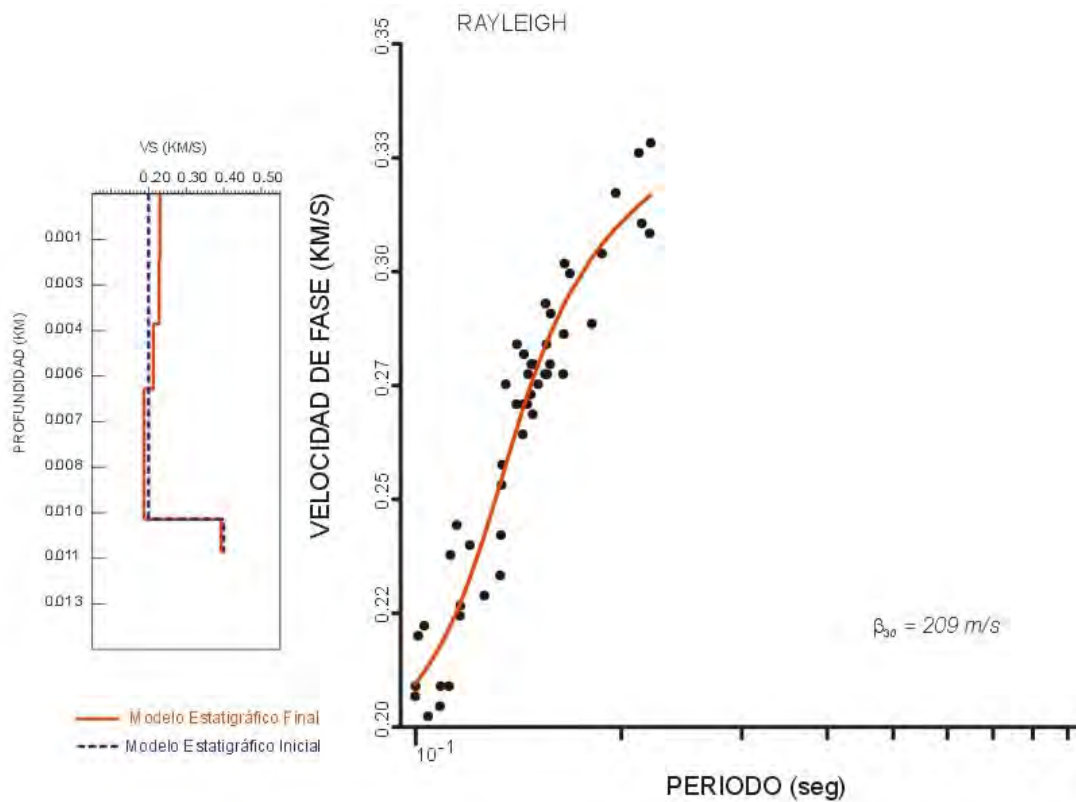 RAYLEIGH
VS (KM/S)
0.20 0.30 0.40 0.50
PROFUNDIDAD (KM)
0.001
0.003
0.004
0.006
0.007
0.008
0.010
0.011
0.013
Modelo Estatigráfico Final
Modelo Estatigráfico Inicial
VELOCIDAD DE FASE (KM/S)
0.35
0.33
0.30
0.27
0.25
0.22
0.20
10⁻¹
PERIODO (seg)
β₃₀ = 209 m/s